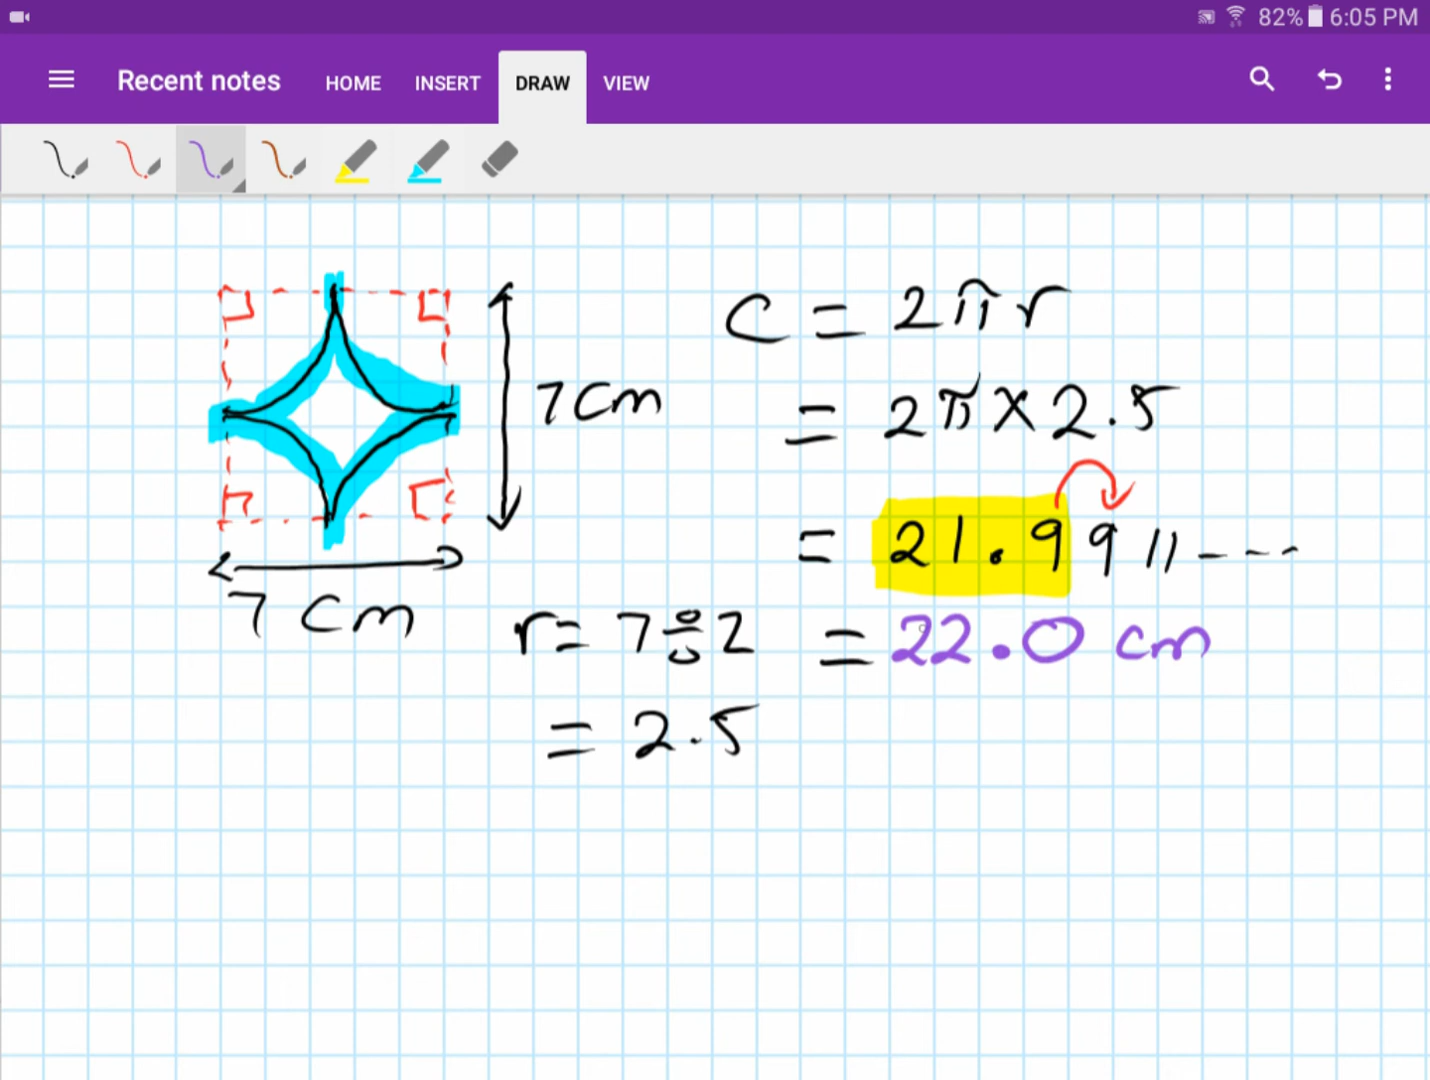 82% 6:05 PM
Recent notes HOME INSERT DRAW VIEW
7cm
7 cm
C = 2πr
= 2π × 2.5
= 21.9911----
= 22.0 cm
r = 7 ÷ 2
= 2.5